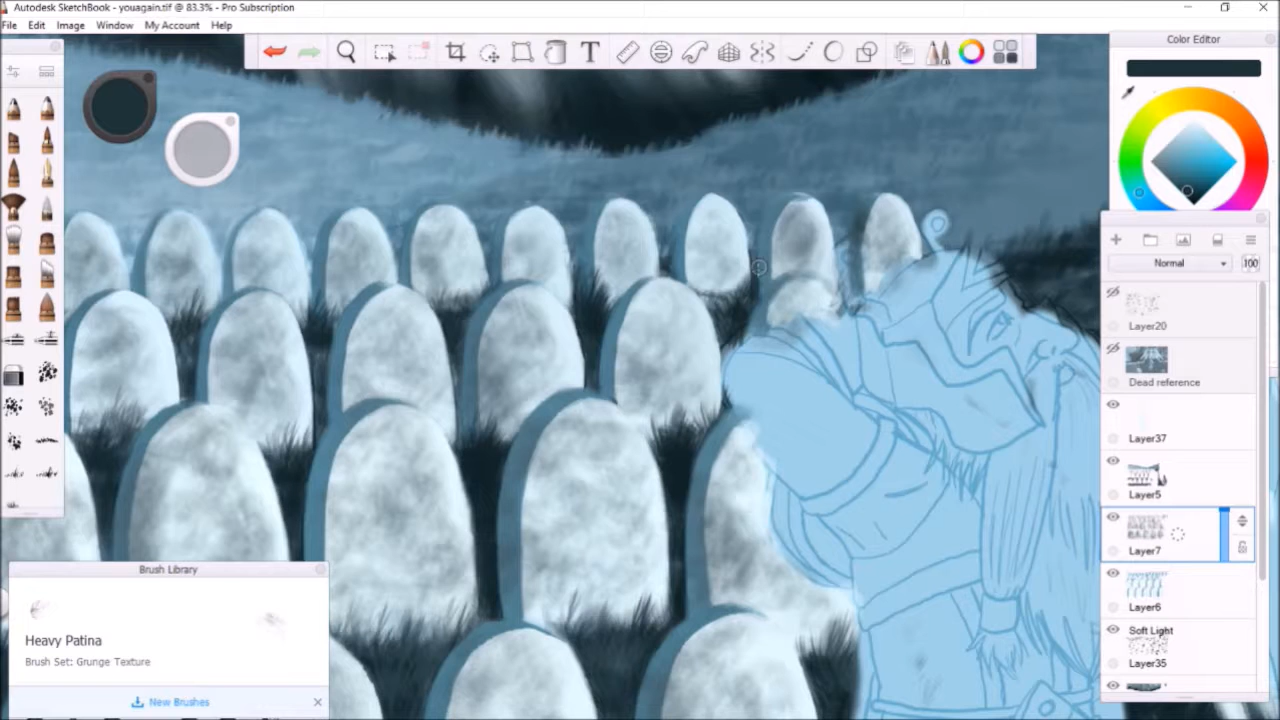 Autodesk SketchBook - youagain.tif @ 83.3% - Pro Subscription
File Edit Image Window My Account Help
T
Color Editor
Normal 100
Layer20
Dead reference
Layer37
Layer5
Layer7
Layer6
Soft Light
Layer35
Brush Library
Heavy Patina
Brush Set: Grunge Texture
New Brushes